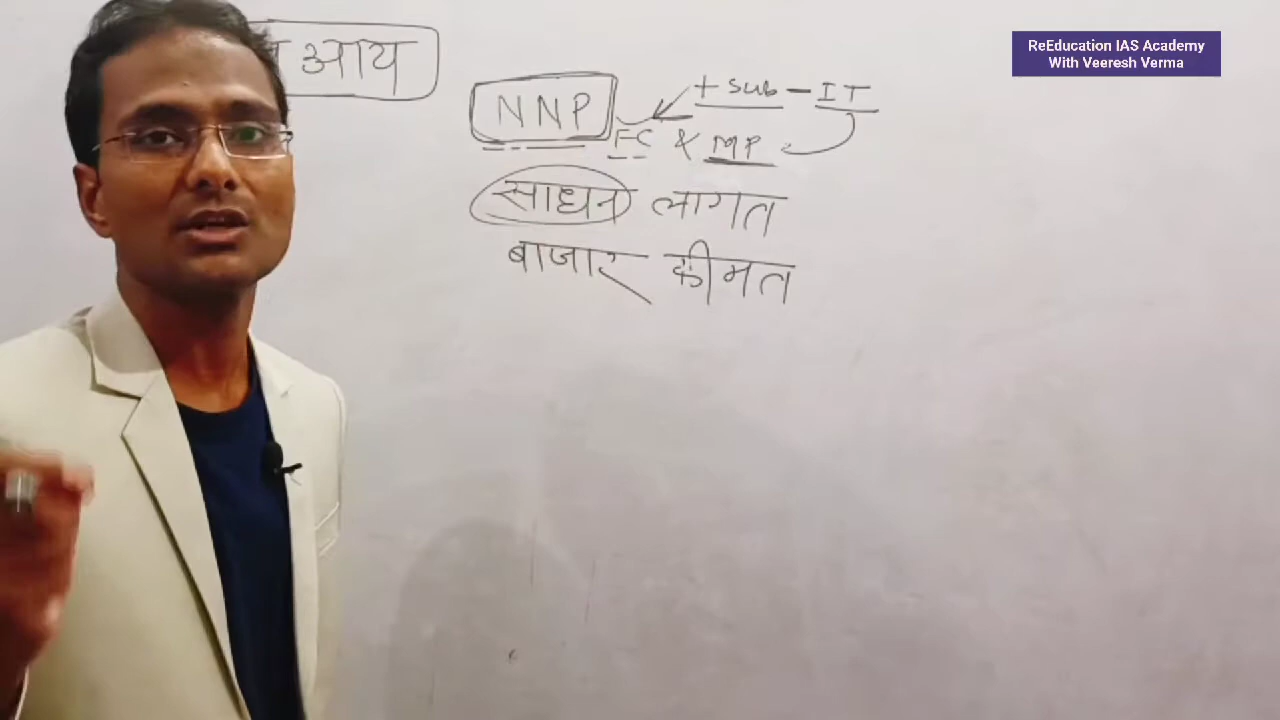 ReEducation IAS Academy
With Veeresh Verma
आय
NNP + Sub - IT
FC & MP
साधन लागत
बाजार कीमत